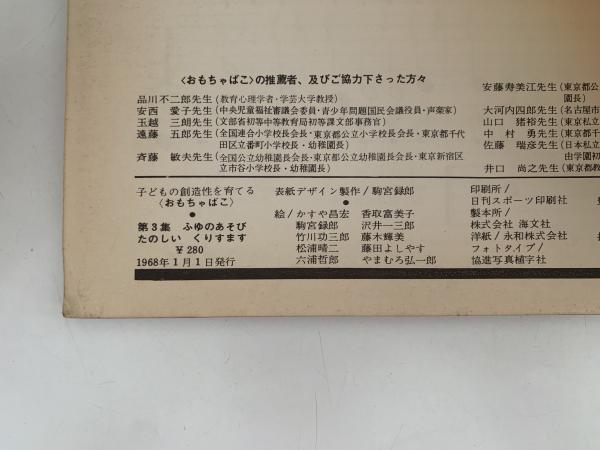 〈おもちゃばこ〉の推薦者、及びご協力下さった方々
品川不二郎先生(教育心理学者・学芸大学教授)
安西 愛子先生(中央児童福祉審議会委員・青少年問題国民会議役員・声楽家)
玉越 三朗先生(文部省初等中等教育局初等課文部事務官)
遠藤 五郎先生(全国連合小学校長会長・東京都公立小学校長会長・東京都千代
田区立番町小学校長・幼稚園長)
斉藤 敏夫先生(全国公立幼稚園長会長・東京都公立幼稚園長会長・東京新宿区
立市谷小学校長・幼稚園長)
安藤寿美江先生(東京都公
園長)
大河内四郎先生(名古屋市
山口 猪裕先生(東京私立
中村 勇先生(東京都
佐藤 瑞彦先生(日本私立
由学園初
井口 尚之先生(東京都教
子どもの創造性を育てる
〈おもちゃばこ〉
●
第3集 ふゆのあそび
たのしい くりすます
¥280
1968年1月1日発行
表紙デザイン製作/駒宮録郎
●
絵/かすや昌宏 香取富美子
駒宮録郎 沢井一三郎
竹川功三郎 藤木輝美
松浦晴二 藤田よしやす
六浦哲郎 やまむろ弘一郎
印刷所/
日刊スポーツ印刷社
製本所/
株式会社 海文社
洋紙/永和株式会社
フォトタイプ/
協進写真植字社